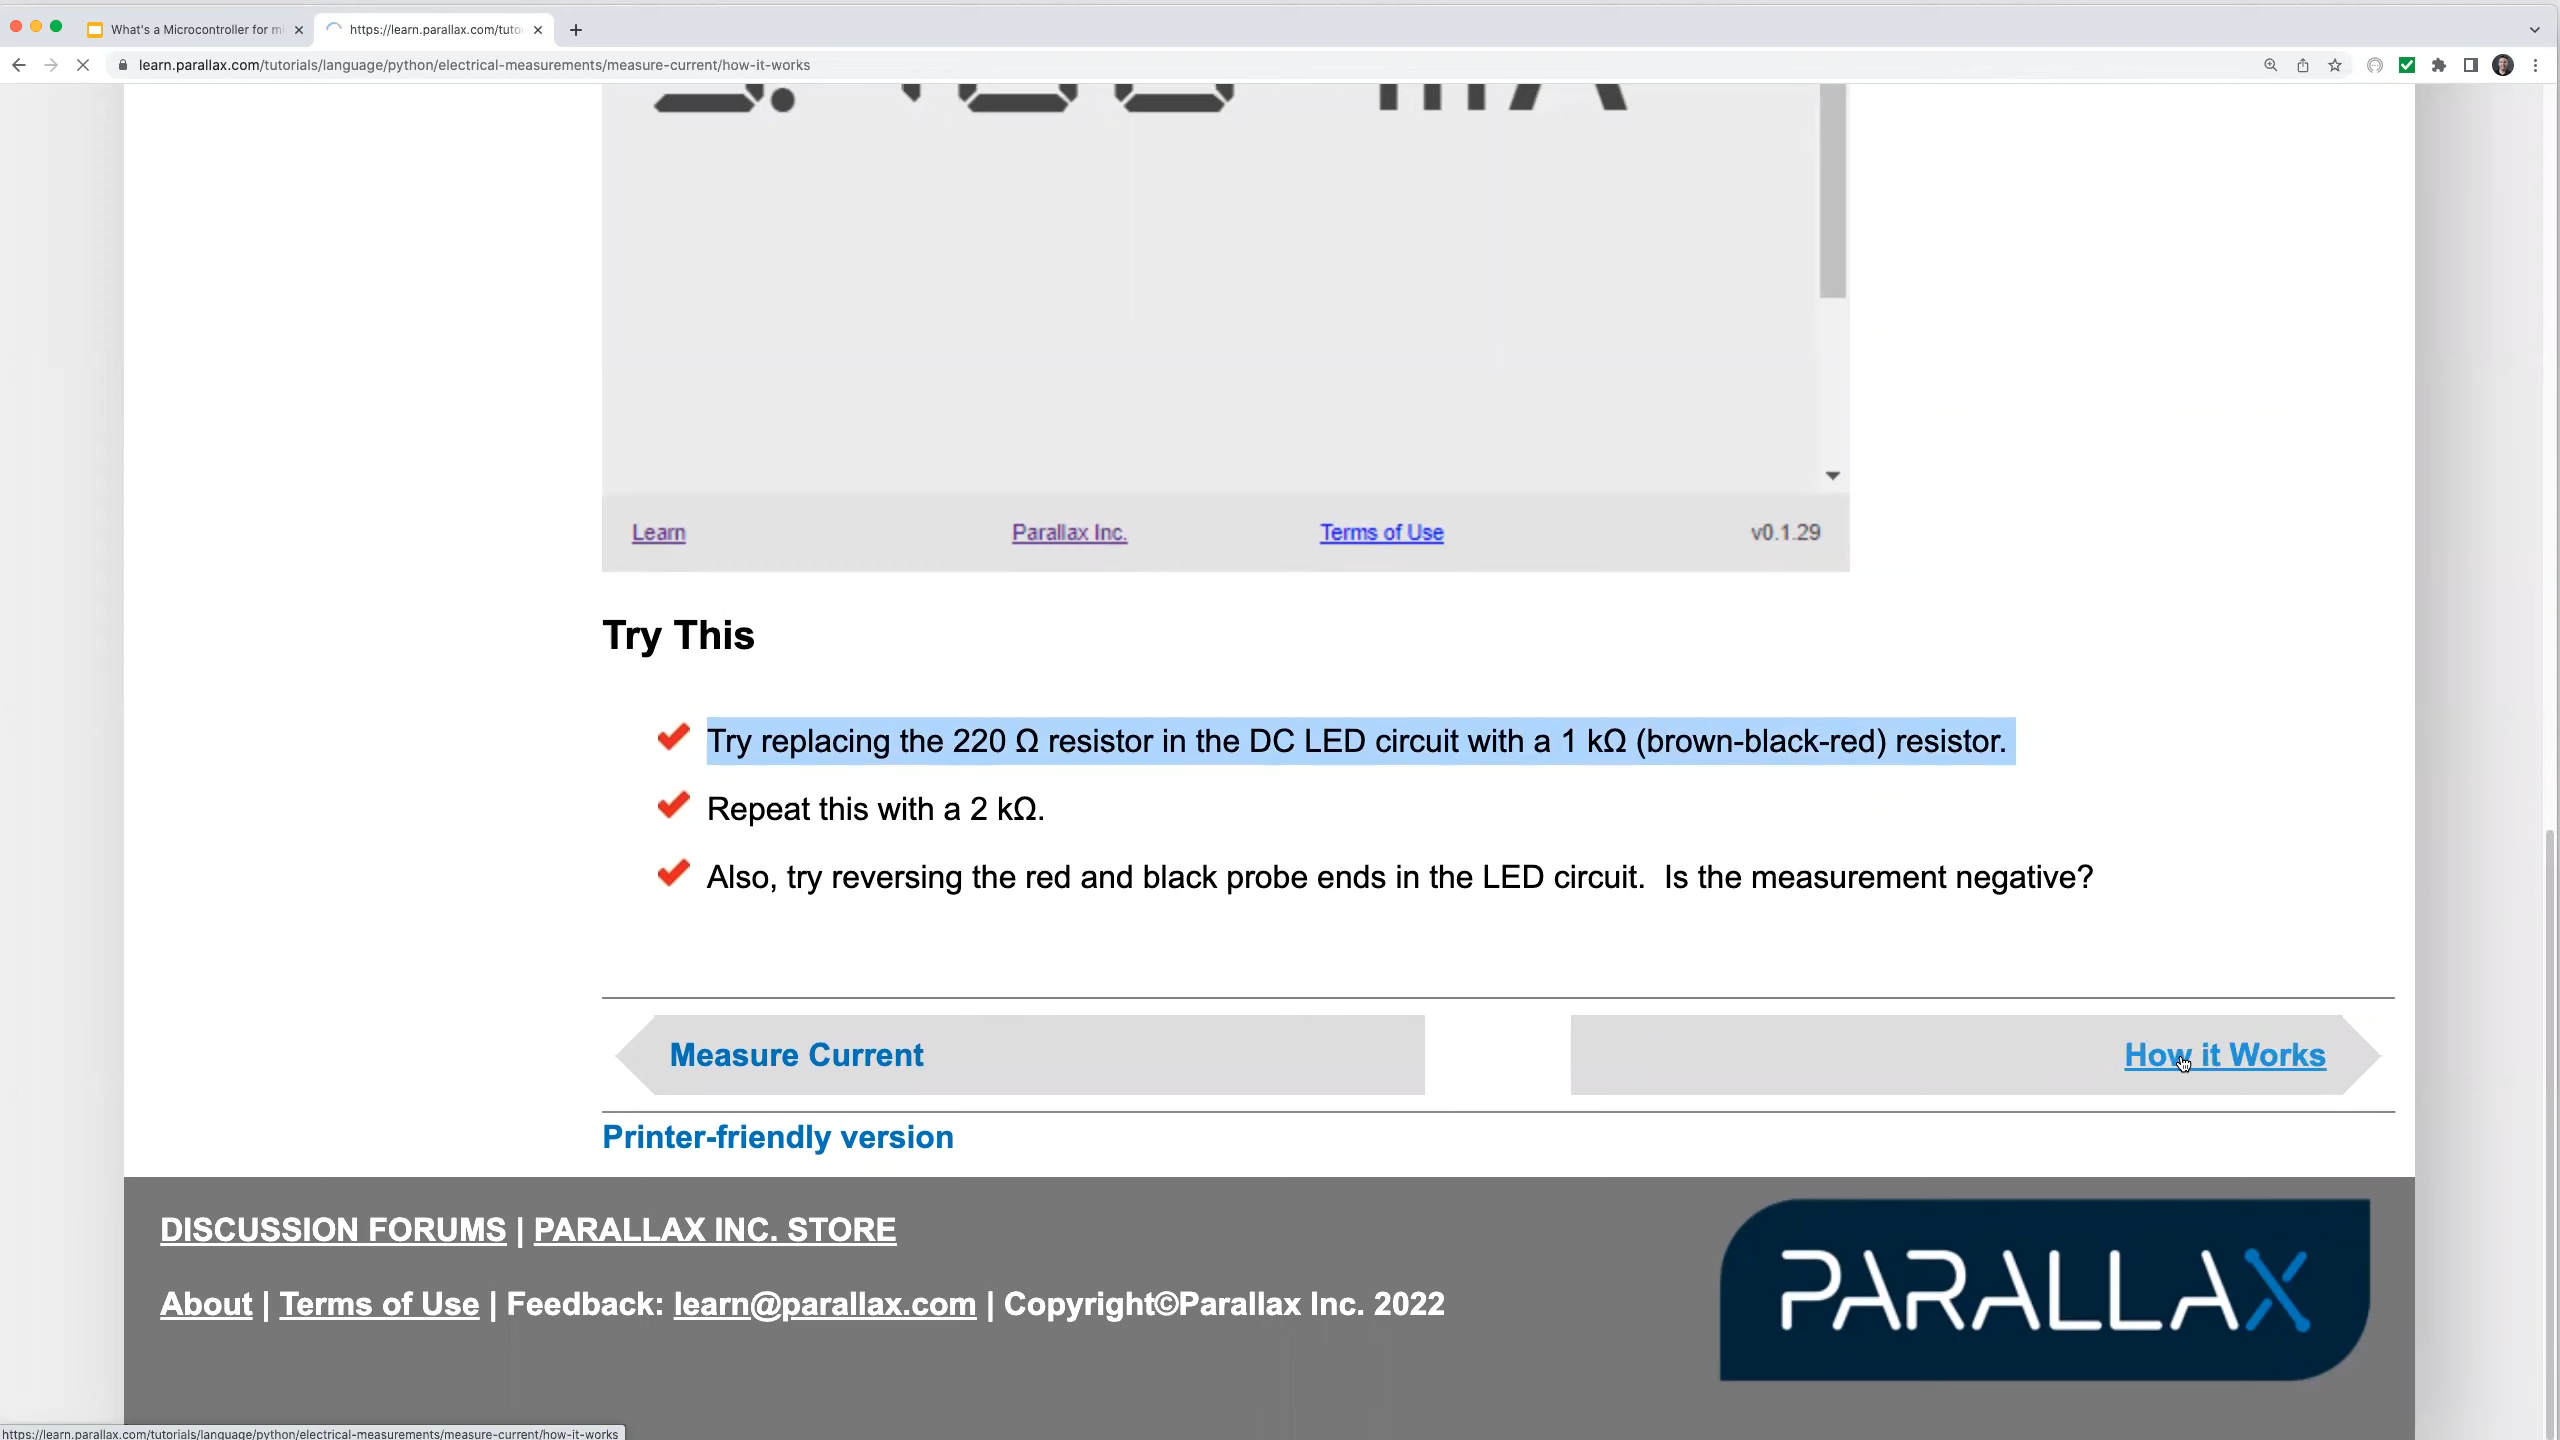 What's a Microcontroller for mi
https://learn.parallax.com/tuto
learn.parallax.com/tutorials/language/python/electrical-measurements/measure-current/how-it-works
mA
Learn Parallax Inc. Terms of Use v0.1.29
Try This
Try replacing the 220 Ω resistor in the DC LED circuit with a 1 kΩ (brown-black-red) resistor.
Repeat this with a 2 kΩ.
Also, try reversing the red and black probe ends in the LED circuit.  Is the measurement negative?
Measure Current
How it Works
Printer-friendly version
DISCUSSION FORUMS | PARALLAX INC. STORE
About | Terms of Use | Feedback: learn@parallax.com | Copyright©Parallax Inc. 2022
PARALLAX
https://learn.parallax.com/tutorials/language/python/electrical-measurements/measure-current/how-it-works